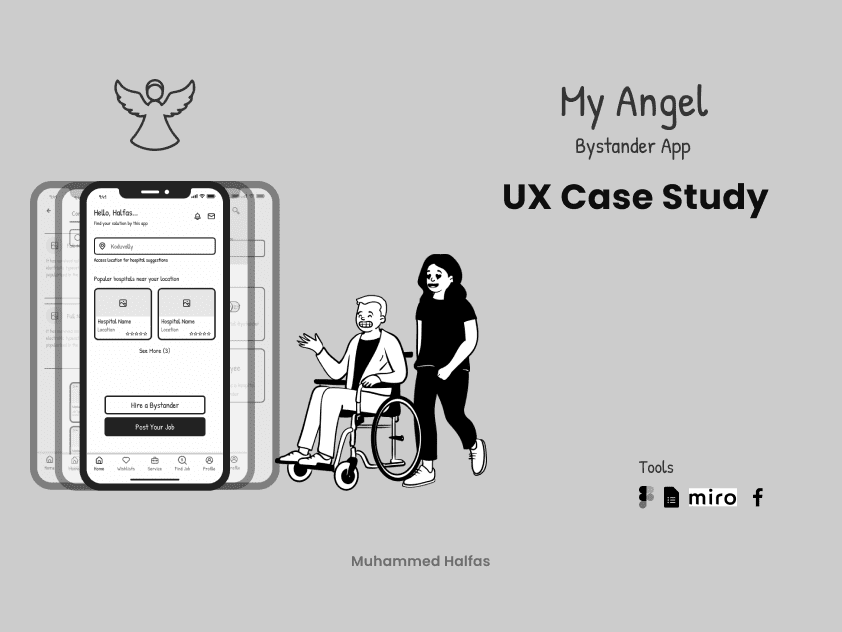 My Angel
Bystander App
UX Case Study
Hello, Halfas...
Find your solution by this app
Koduvally
Access location for hospital suggestions
Popular hospitals near your location
Hospital Name
Location
Hospital Name
Location
See More (3)
Hire a Bystander
Post Your Job
Home
Wishlists
Service
Find Job
Profile
Tools
miro
Muhammed Halfas